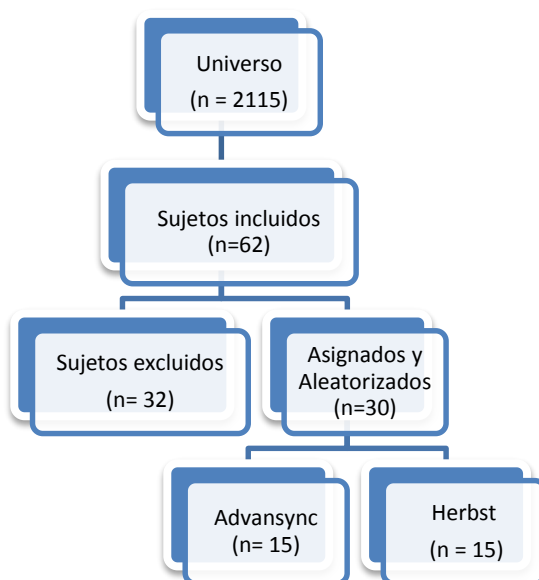 Universo
(n = 2115)
Sujetos incluidos
(n=62)
Sujetos excluidos
(n= 32)
Asignados y
Aleatorizados
(n=30)
Advansync
(n= 15)
Herbst
(n = 15)